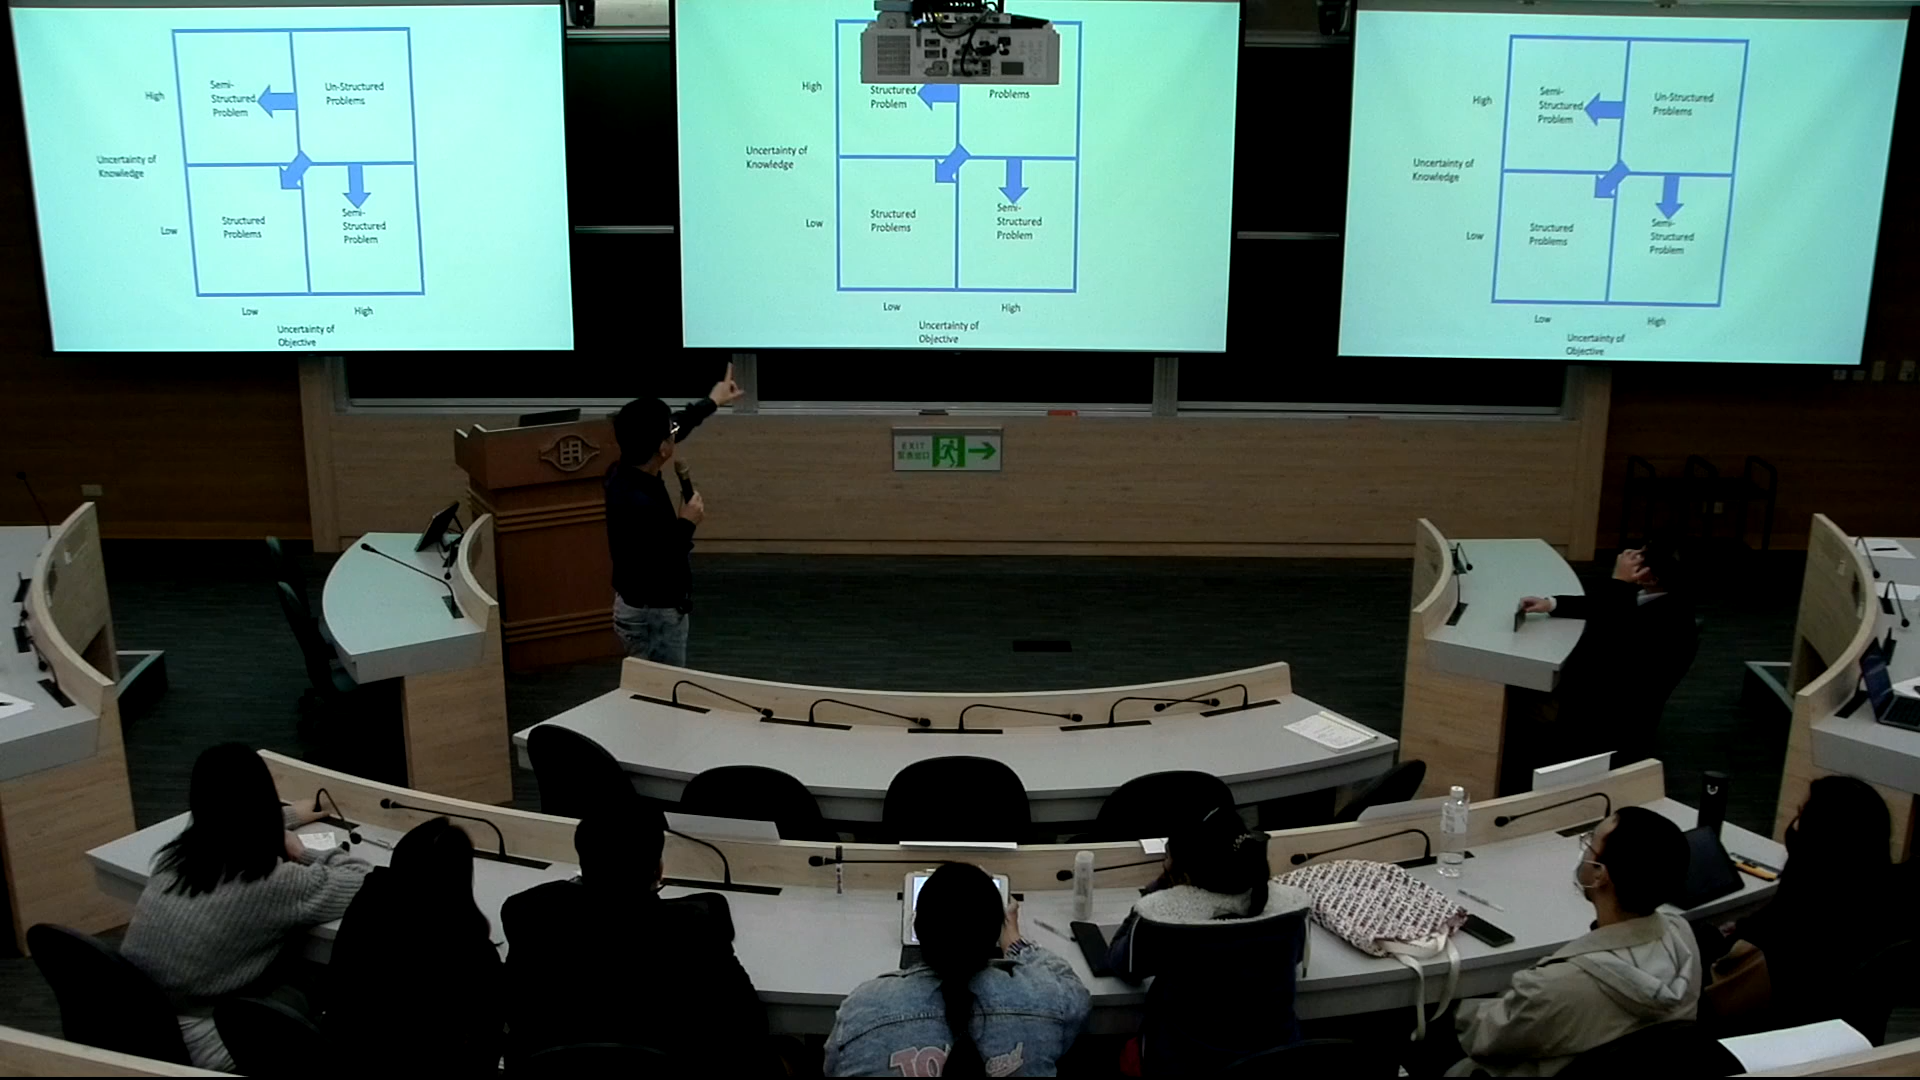 High
Semi-
Structured
Problem
Un-Structured
Problems
Uncertainty of
Knowledge
Low
Structured
Problems
Semi-
Structured
Problem
Low
High
Uncertainty of
Objective
High
Structured
Problem
Problems
Uncertainty of
Knowledge
Low
Structured
Problems
Semi-
Structured
Problem
Low
High
Uncertainty of
Objective
High
Semi-
Structured
Problem
Un-Structured
Problems
Uncertainty of
Knowledge
Low
Structured
Problems
Semi-
Structured
Problem
Low
High
Uncertainty of
Objective
EXIT